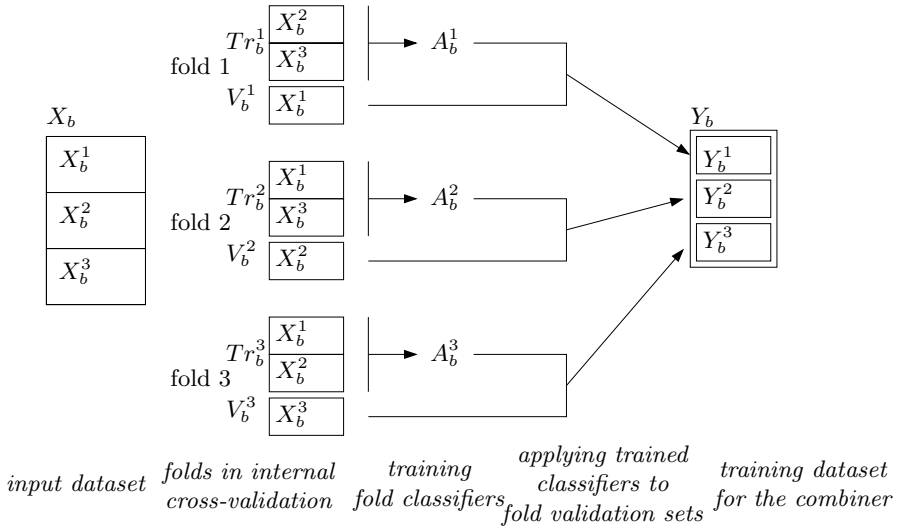 X_b
X_b^1
X_b^2
X_b^3
fold 1
Tr_b^1
X_b^2
X_b^3
V_b^1
X_b^1
A_b^1
fold 2
Tr_b^2
X_b^1
X_b^3
V_b^2
X_b^2
A_b^2
fold 3
Tr_b^3
X_b^1
X_b^2
V_b^3
X_b^3
A_b^3
Y_b
Y_b^1
Y_b^2
Y_b^3
input dataset
folds in internal
cross-validation
training
fold classifiers
applying trained
classifiers to
fold validation sets
training dataset
for the combiner